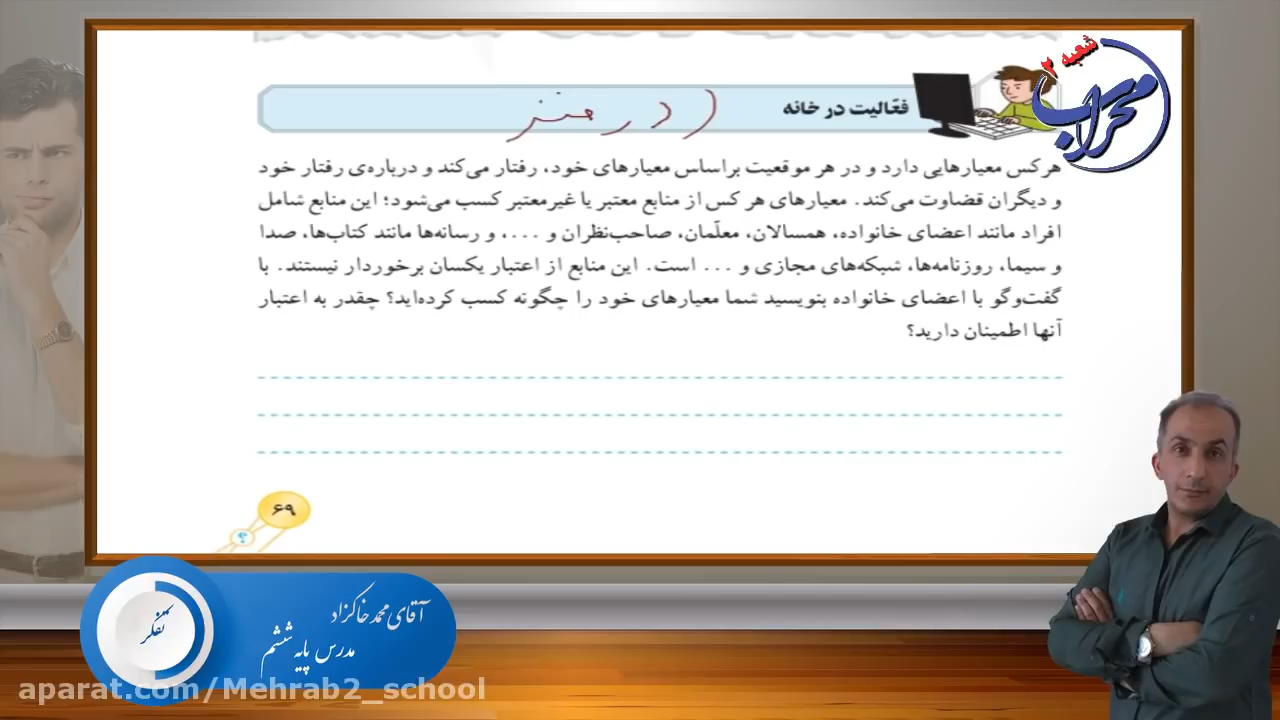 شعبه ۲
محراب
فعّالیت در خانه
( در منز
هرکس معیارهایی دارد و در هر موقعیت براساس معیارهای خود، رفتار می‌کند و درباره‌ی رفتار خود
و دیگران قضاوت می‌کند. معیارهای هر کس از منابع معتبر یا غیرمعتبر کسب می‌شود؛ این منابع شامل
افراد مانند اعضای خانواده، همسالان، معلّمان، صاحب‌نظران و ...، و رسانه‌ها مانند کتاب‌ها، صدا
و سیما، روزنامه‌ها، شبکه‌های مجازی و ... است. این منابع از اعتبار یکسان برخوردار نیستند. با
گفت‌وگو با اعضای خانواده بنویسید شما معیارهای خود را چگونه کسب کرده‌اید؟ چقدر به اعتبار
آنها اطمینان دارید؟
۶۹
؟
آقای محمد خاکزاد
مدرس پایه ششم
تفکر
aparat.com/Mehrab2_school